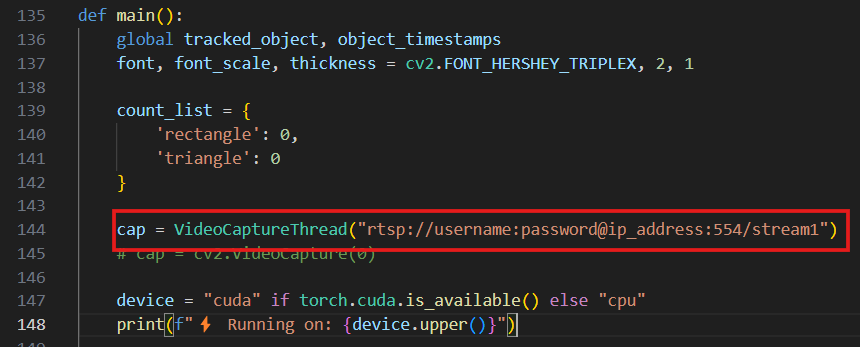 135 def main():
136 global tracked_object, object_timestamps
137 font, font_scale, thickness = cv2.FONT_HERSHEY_TRIPLEX, 2, 1
138
139 count_list = {
140 'rectangle': 0,
141 'triangle': 0
142 }
143
144 cap = VideoCaptureThread("rtsp://username:password@ip_address:554/stream1")
145 # cap = cv2.VideoCapture(0)
146
147 device = "cuda" if torch.cuda.is_available() else "cpu"
148 print(f"⚡ Running on: {device.upper()}")